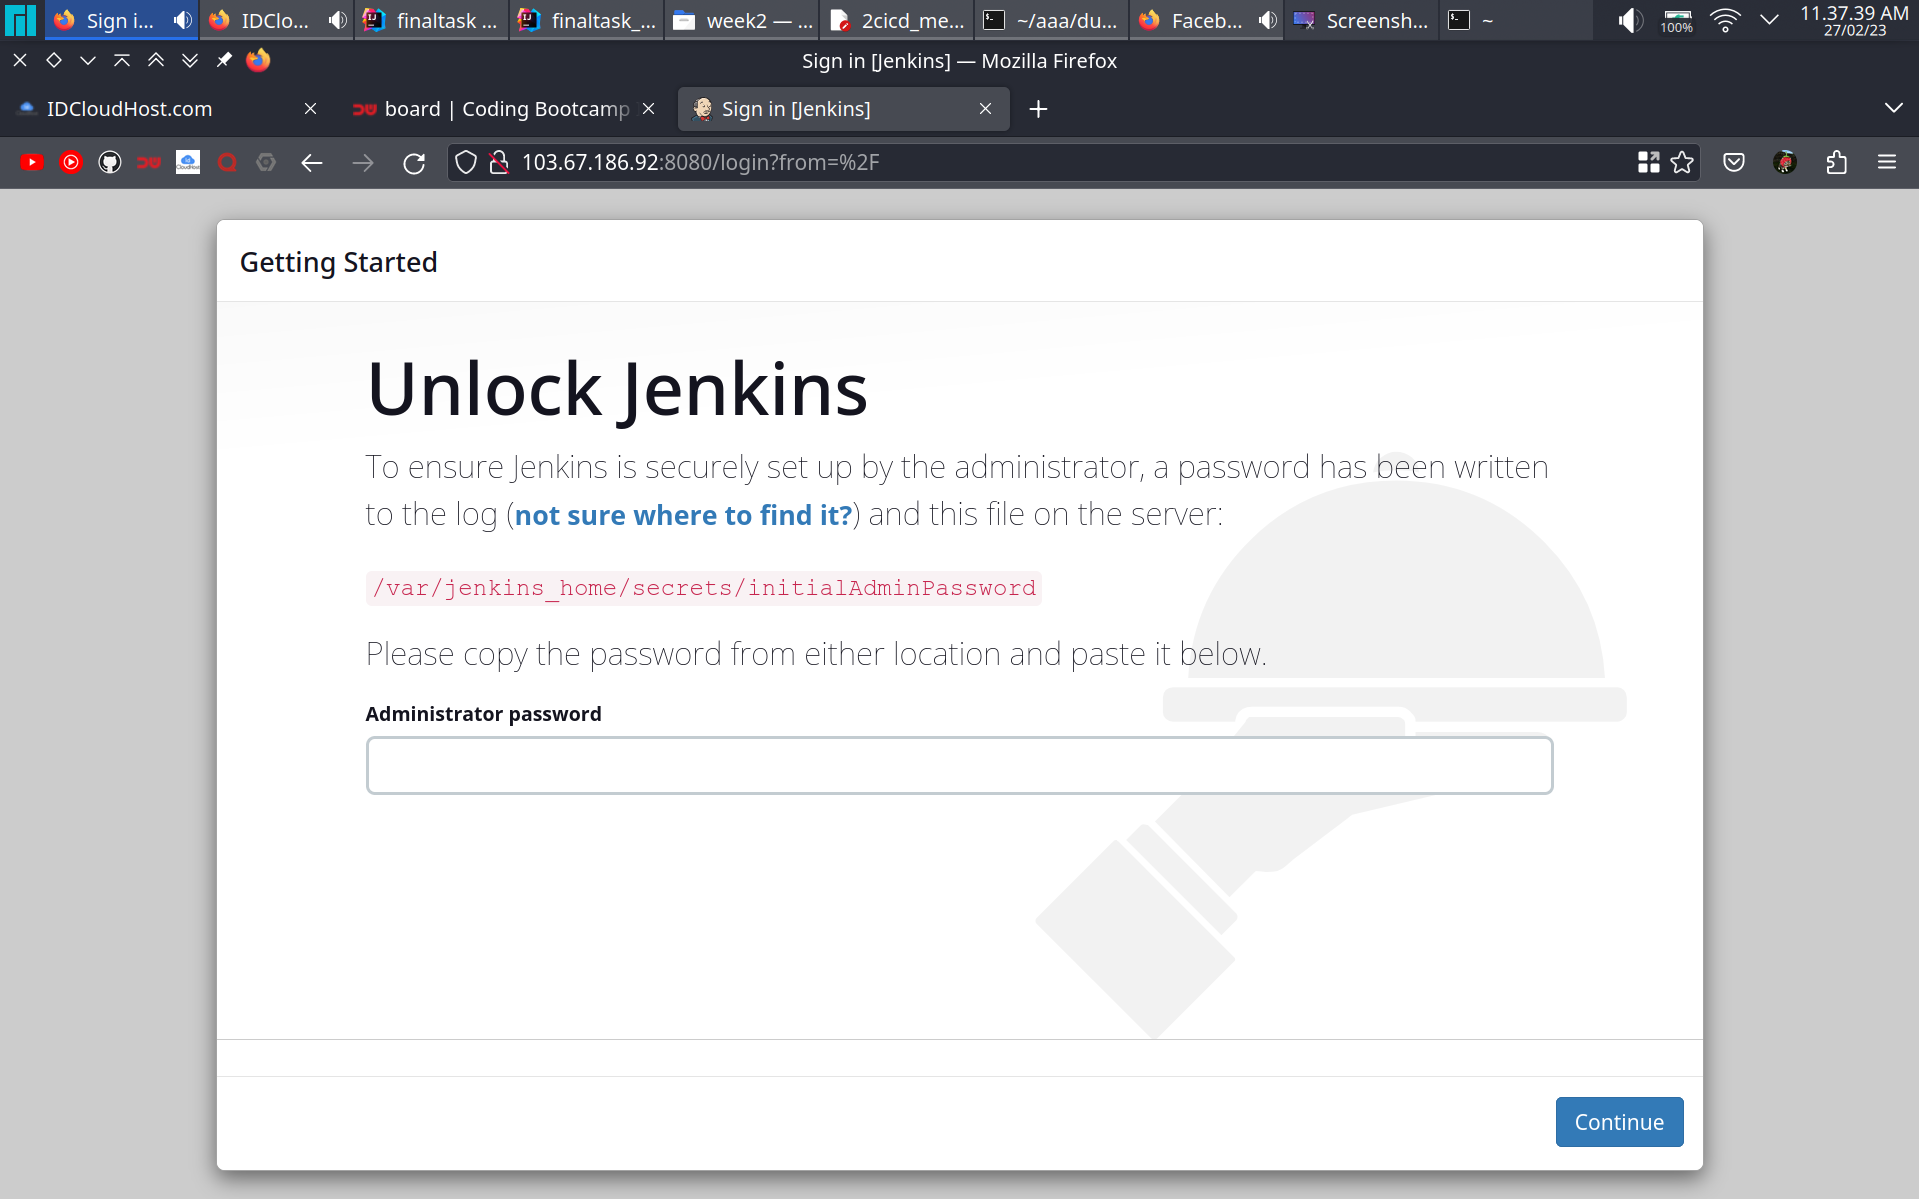 Sign i...
IDClo...
finaltask ...
finaltask_...
week2 — ...
2cicd_me...
~/aaa/du...
Faceb...
Screensh...
~
100%
11.37.39 AM
27/02/23
Sign in [Jenkins] — Mozilla Firefox
IDCloudHost.com
board | Coding Bootcamp
Sign in [Jenkins]
103.67.186.92:8080/login?from=%2F
Getting Started
Unlock Jenkins
To ensure Jenkins is securely set up by the administrator, a password has been written
to the log (not sure where to find it?) and this file on the server:
/var/jenkins_home/secrets/initialAdminPassword
Please copy the password from either location and paste it below.
Administrator password
Continue